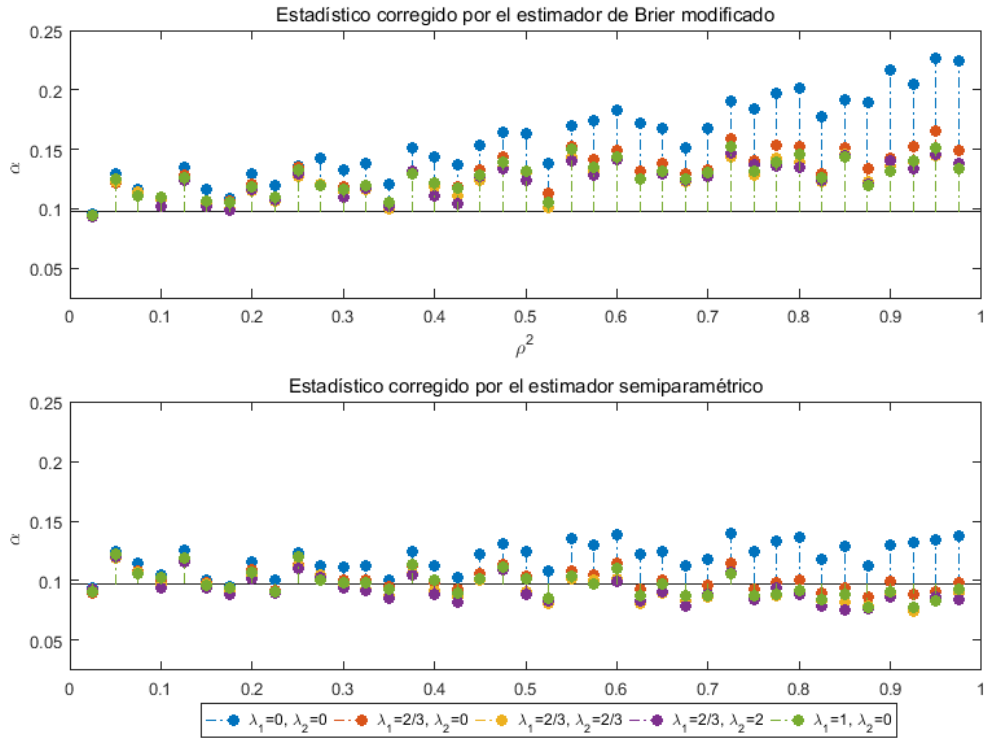 Estadístico corregido por el estimador de Brier modificado
0.25
0.2
0.15
0.1
0.05
α
0 0.1 0.2 0.3 0.4 0.5 0.6 0.7 0.8 0.9 1
ρ²
Estadístico corregido por el estimador semiparamétrico
0.25
0.2
0.15
0.1
0.05
α
0 0.1 0.2 0.3 0.4 0.5 0.6 0.7 0.8 0.9 1
λ₁=0, λ₂=0 λ₁=2/3, λ₂=0 λ₁=2/3, λ₂=2/3 λ₁=2/3, λ₂=2 λ₁=1, λ₂=0